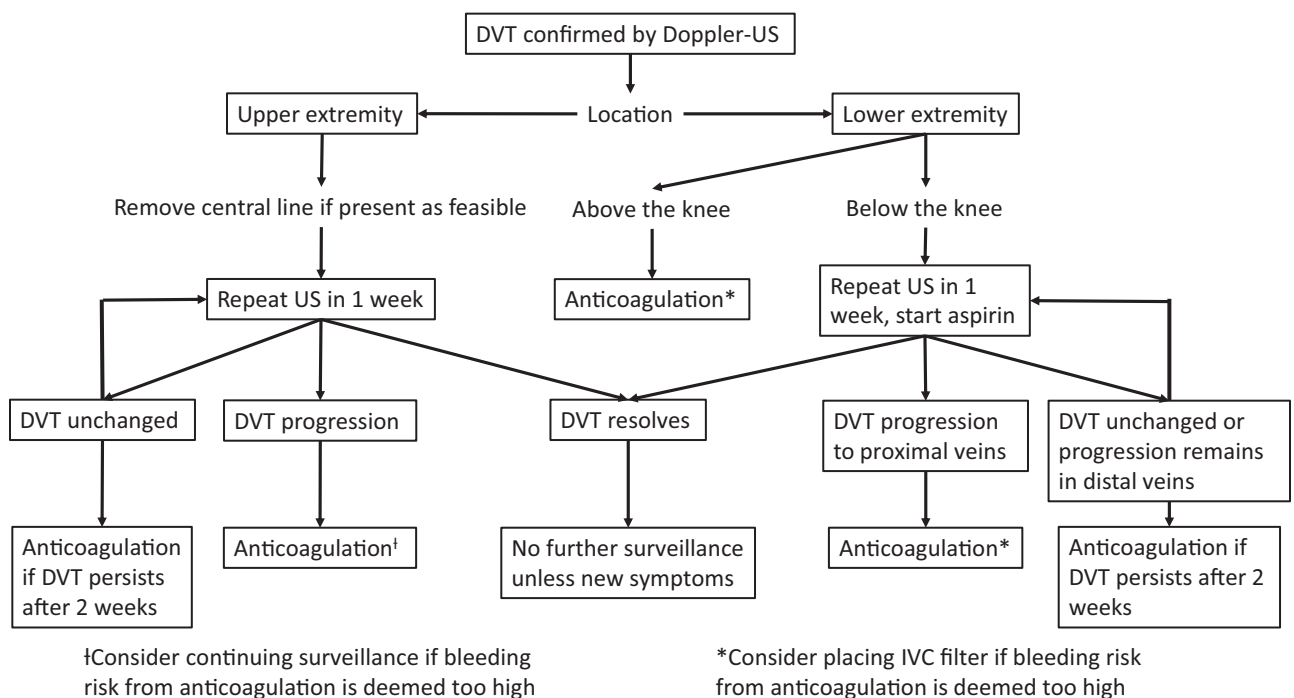 DVT confirmed by Doppler-US
Upper extremity
Location
Lower extremity
Remove central line if present as feasible
Above the knee
Below the knee
Repeat US in 1 week
Anticoagulation*
Repeat US in 1
week, start aspirin
DVT unchanged
DVT progression
DVT resolves
DVT progression
to proximal veins
DVT unchanged or
progression remains
in distal veins
Anticoagulation
if DVT persists
after 2 weeks
Anticoagulationƚ
No further surveillance
unless new symptoms
Anticoagulation*
Anticoagulation if
DVT persists after 2
weeks
ƚConsider continuing surveillance if bleeding
risk from anticoagulation is deemed too high
*Consider placing IVC filter if bleeding risk
from anticoagulation is deemed too high